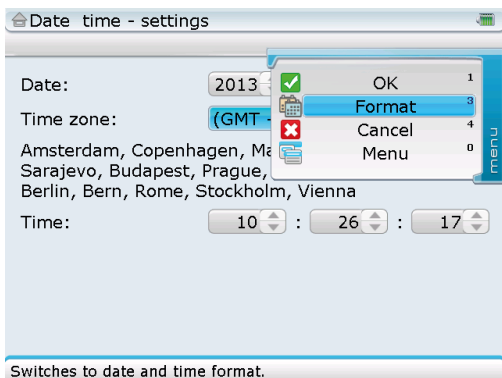 Date time - settings
Date: 2013
Time zone: (GMT
Amsterdam, Copenhagen,
Sarajevo, Budapest, Prague,
Berlin, Bern, Rome, Stockholm, Vienna
Time: 10 : 26 : 17
OK 1
Format 3
Cancel 4
Menu 0
menu
Switches to date and time format.